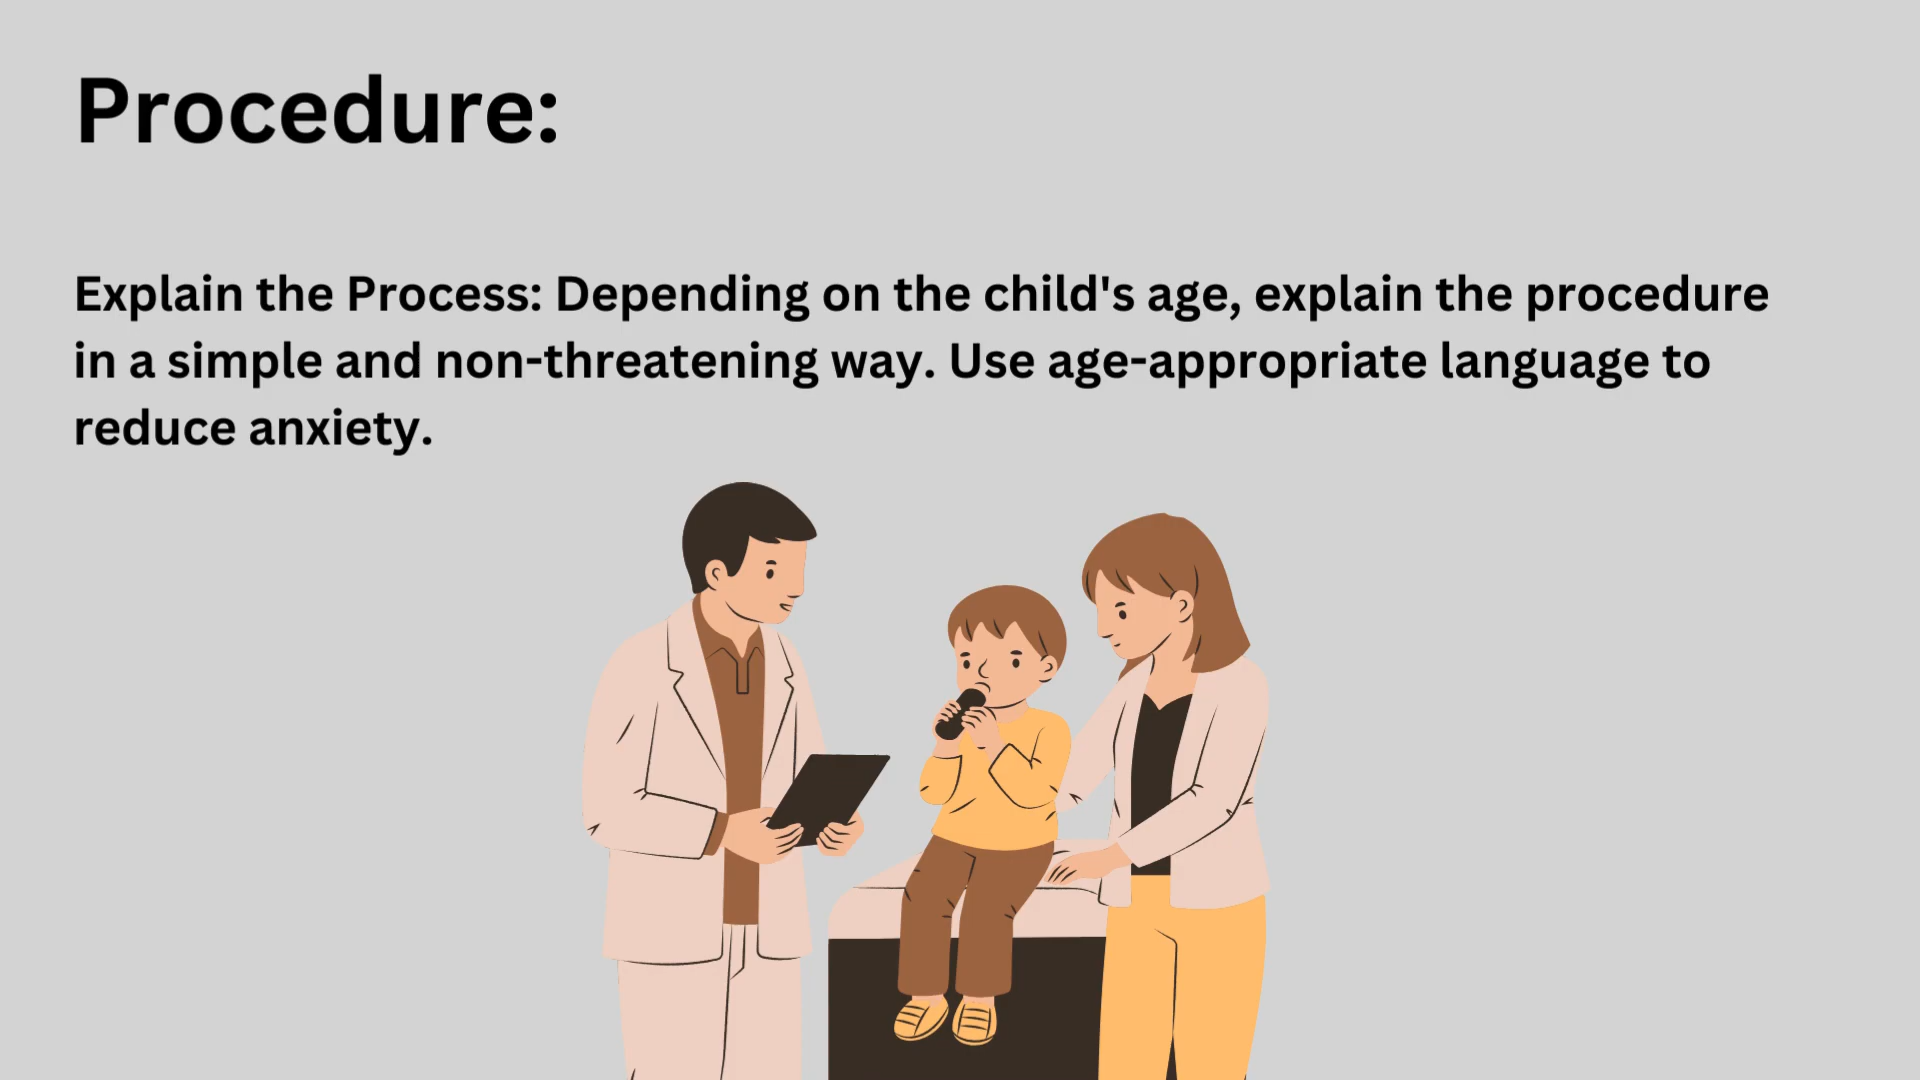 Procedure:
Explain the Process: Depending on the child's age, explain the procedure
in a simple and non-threatening way. Use age-appropriate language to
reduce anxiety.